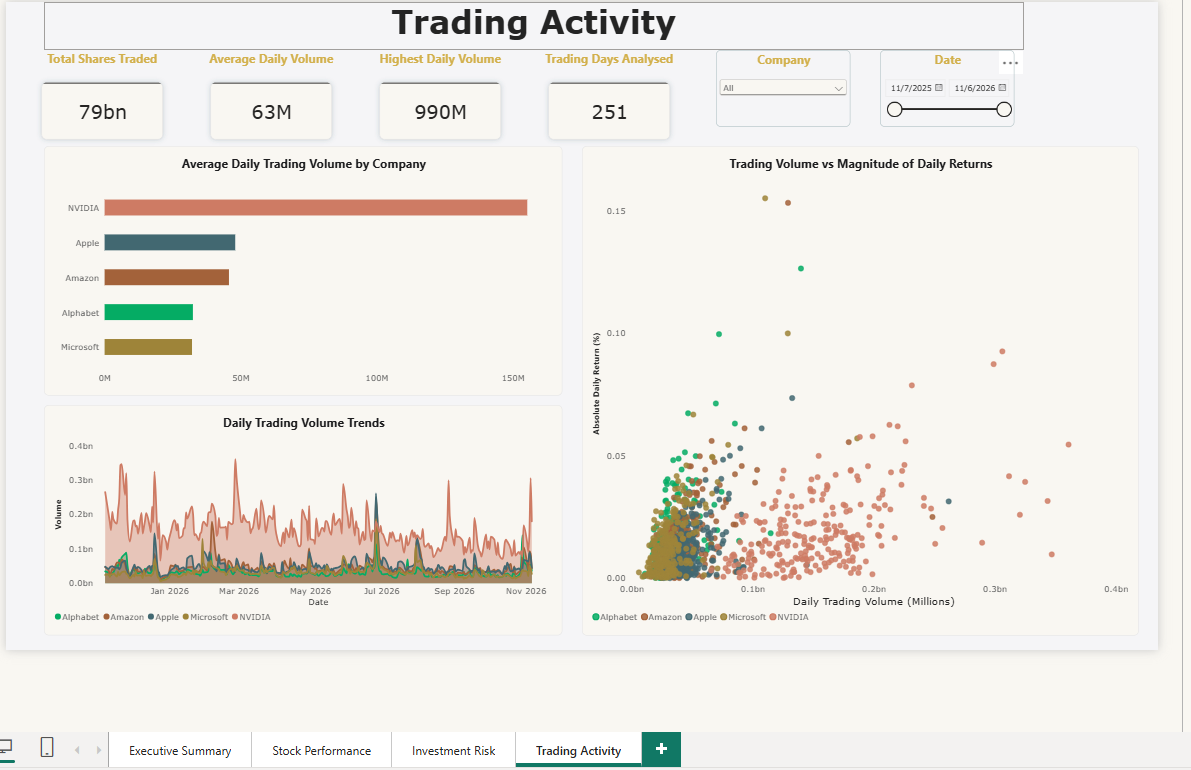 Trading Activity
Total Shares Traded
79bn
Average Daily Volume
63M
Highest Daily Volume
990M
Trading Days Analysed
251
Company
All
Date
...
11/7/2025 11/6/2026
Average Daily Trading Volume by Company
NVIDIA
Apple
Amazon
Alphabet
Microsoft
0M 50M 100M 150M
Daily Trading Volume Trends
Volume
0.4bn
0.3bn
0.2bn
0.1bn
0.0bn
Jan 2026 Mar 2026 May 2026 Jul 2026 Sep 2026 Nov 2026
Date
Alphabet Amazon Apple Microsoft NVIDIA
Trading Volume vs Magnitude of Daily Returns
Absolute Daily Return (%)
0.15
0.10
0.05
0.00
0.0bn 0.1bn 0.2bn 0.3bn 0.4bn
Daily Trading Volume (Millions)
Alphabet Amazon Apple Microsoft NVIDIA
Executive Summary Stock Performance Investment Risk Trading Activity +